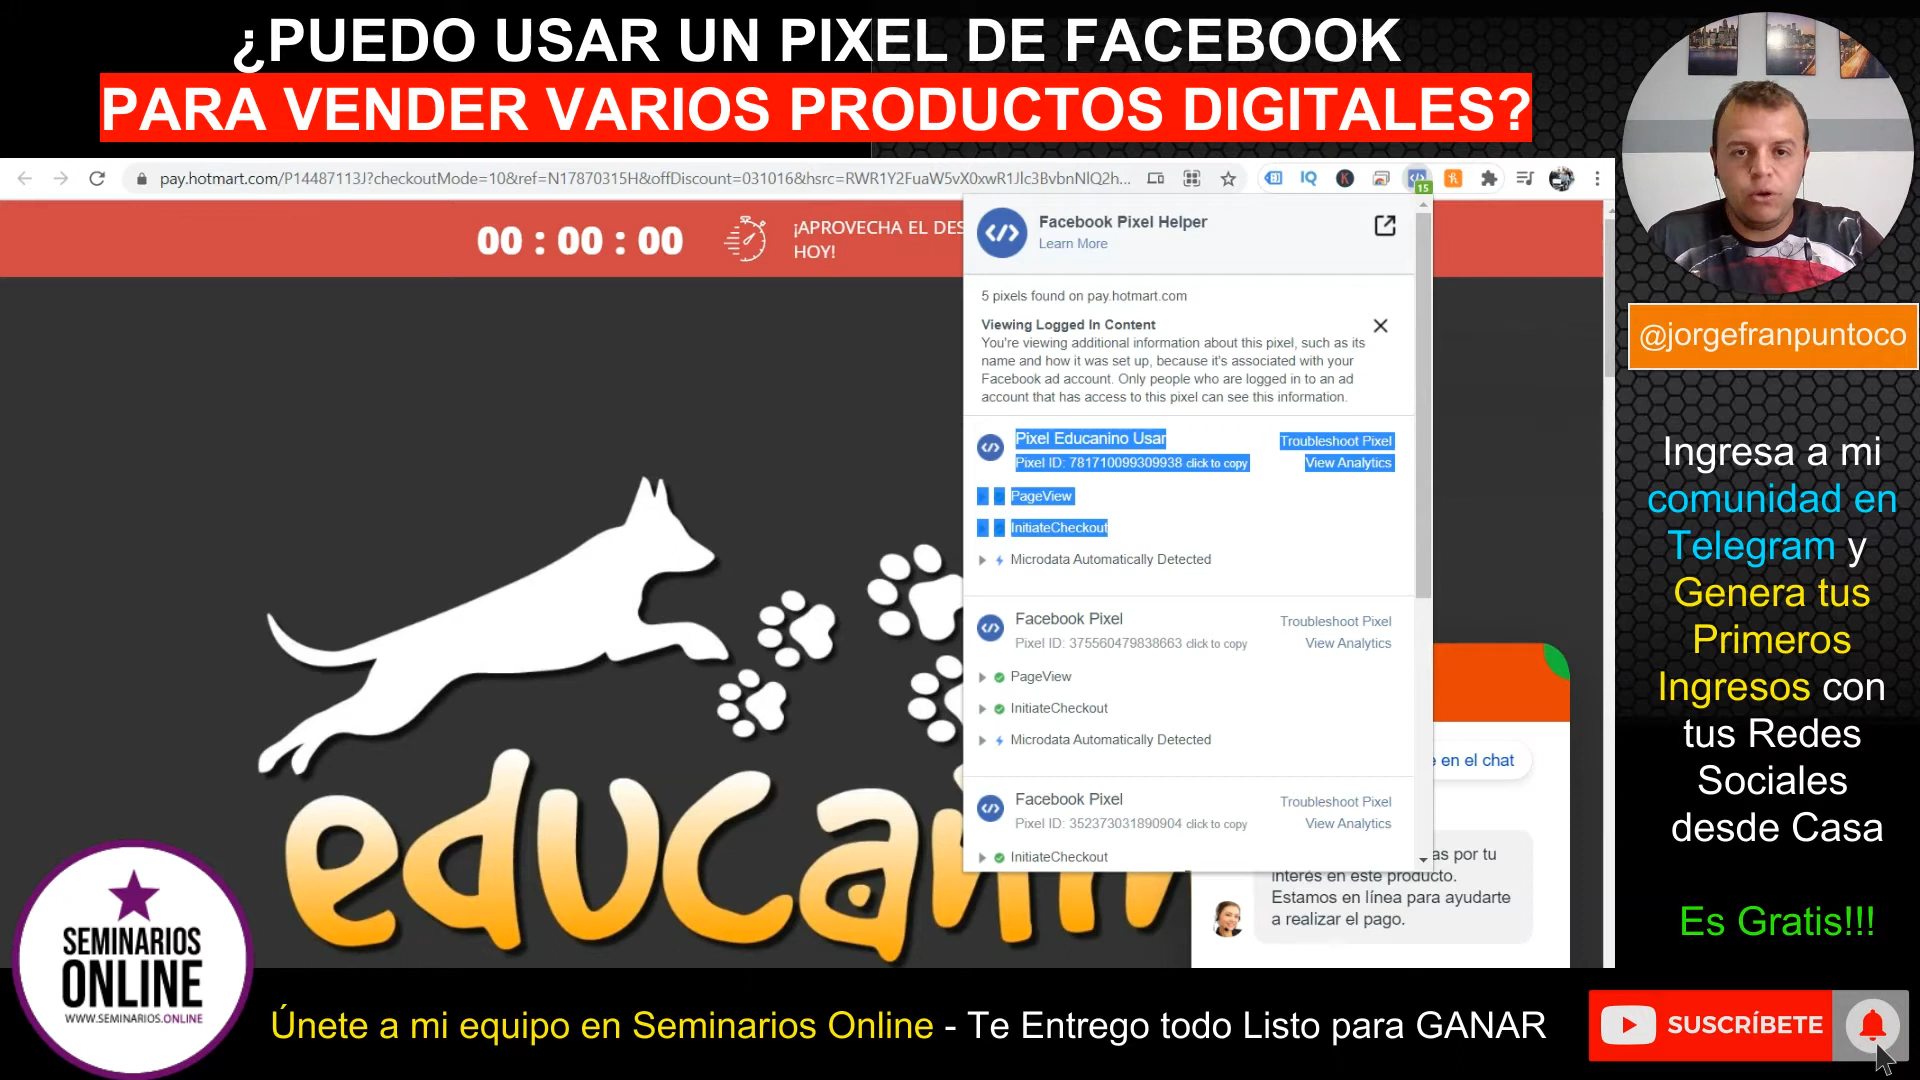 ¿PUEDO USAR UN PIXEL DE FACEBOOK
PARA VENDER VARIOS PRODUCTOS DIGITALES?
pay.hotmart.com/P14487113J?checkoutMode=10&ref=N17870315H&offDiscount=031016&hsrc=RWR1Y2FuaW5vX0xwR1Jlc3BvbnNlQ2h...
IQ
K
15
00 : 00 : 00
¡APROVECHA EL DES
HOY!
Facebook Pixel Helper
Learn More
5 pixels found on pay.hotmart.com
Viewing Logged In Content
You're viewing additional information about this pixel, such as its
name and how it was set up, because it's associated with your
Facebook ad account. Only people who are logged in to an ad
account that has access to this pixel can see this information.
Pixel Educanino Usar
Troubleshoot Pixel
Pixel ID: 781710099309938 click to copy
View Analytics
PageView
InitiateCheckout
Microdata Automatically Detected
Facebook Pixel
Troubleshoot Pixel
Pixel ID: 375560479838663 click to copy
View Analytics
PageView
InitiateCheckout
Microdata Automatically Detected
Facebook Pixel
Troubleshoot Pixel
Pixel ID: 352373031890904 click to copy
View Analytics
InitiateCheckout
educanin
e en el chat
as por tu
interés en este producto.
Estamos en línea para ayudarte
a realizar el pago.
@jorgefranpuntoco
Ingresa a mi
comunidad en
Telegram y
Genera tus
Primeros
Ingresos con
tus Redes
Sociales
desde Casa
Es Gratis!!!
SEMINARIOS
ONLINE
WWW.SEMINARIOS.ONLINE
Únete a mi equipo en Seminarios Online - Te Entrego todo Listo para GANAR
SUSCRÍBETE